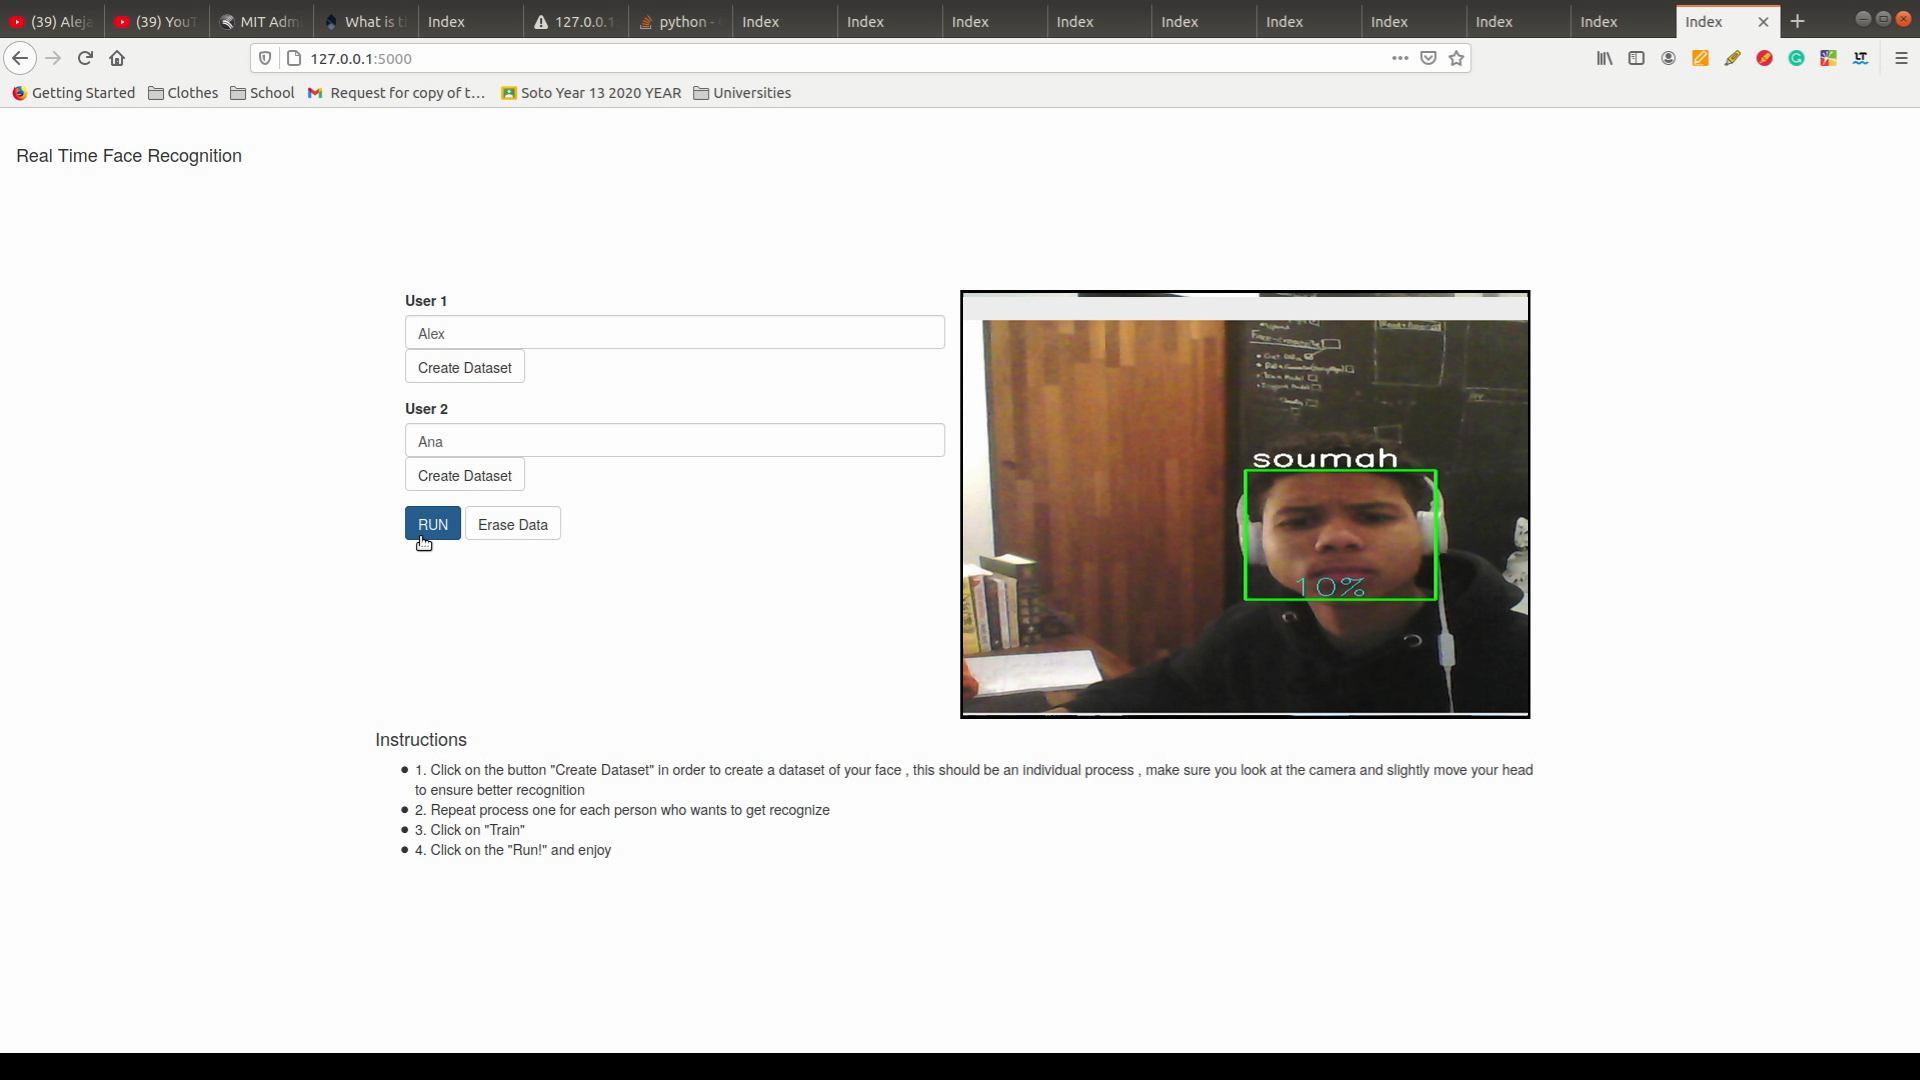 (39) Aleja
(39) YouT
MIT Adm
What is t
Index
127.0.0.1
python -
Index
Index
Index
Index
Index
Index
Index
Index
Index
Index
127.0.0.1:5000
Getting Started
Clothes
School
Request for copy of t...
Soto Year 13 2020 YEAR
Universities
Real Time Face Recognition
User 1
Alex
Create Dataset
User 2
Ana
Create Dataset
RUN
Erase Data
soumah
10%
Instructions
1. Click on the button "Create Dataset" in order to create a dataset of your face , this should be an individual process , make sure you look at the camera and slightly move your head
to ensure better recognition
2. Repeat process one for each person who wants to get recognize
3. Click on "Train"
4. Click on the "Run!" and enjoy